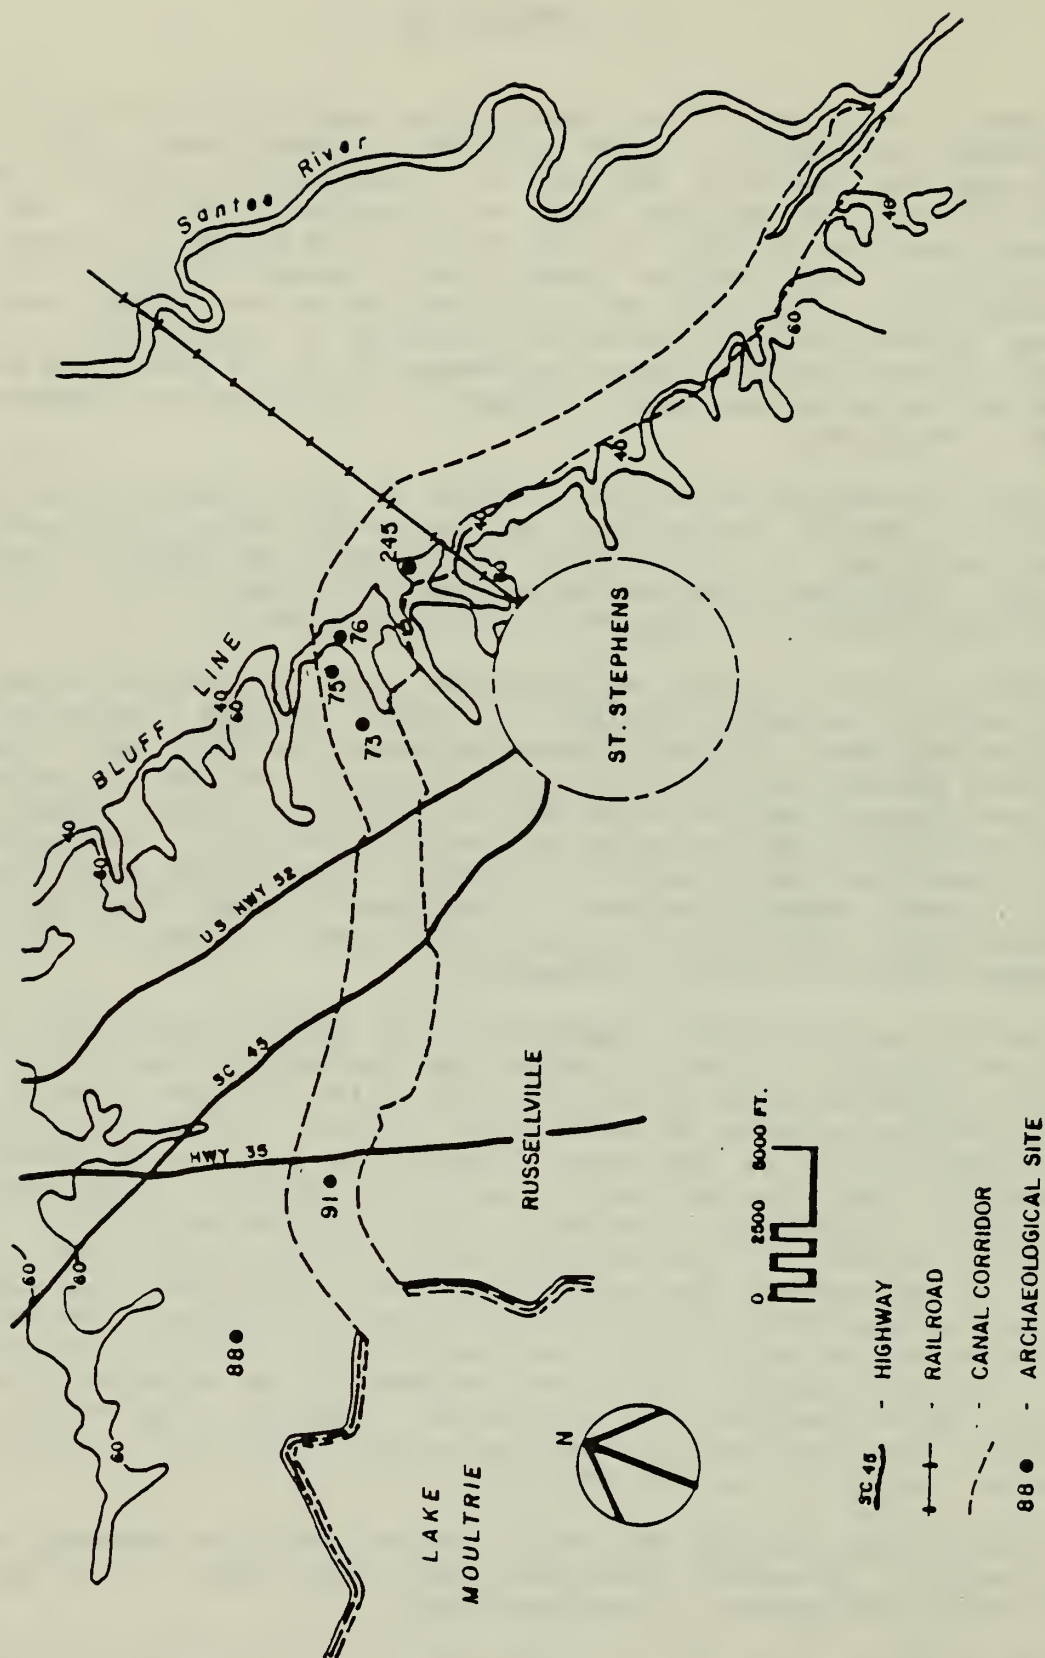 Santee River
BLUFF LINE
40
60
40
60
40
60
40
60
40
60
60
60
60
245
76
75
73
91
88
US HWY 52
SC 45
HWY 35
ST. STEPHENS
RUSSELLVILLE
LAKE
MOULTRIE
N
0 2500 5000 FT.
SC 45 - HIGHWAY
- RAILROAD
- CANAL CORRIDOR
88 - ARCHAEOLOGICAL SITE